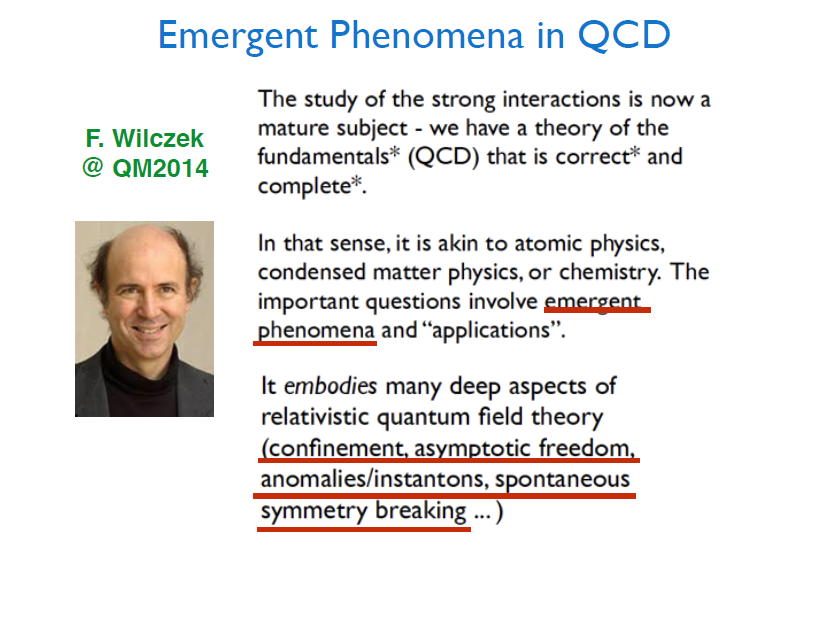 Emergent Phenomena in QCD
F. Wilczek
@ QM2014
The study of the strong interactions is now a
mature subject - we have a theory of the
fundamentals* (QCD) that is correct* and
complete*.
In that sense, it is akin to atomic physics,
condensed matter physics, or chemistry. The
important questions involve emergent
phenomena and “applications”.
It embodies many deep aspects of
relativistic quantum field theory
(confinement, asymptotic freedom,
anomalies/instantons, spontaneous
symmetry breaking ... )